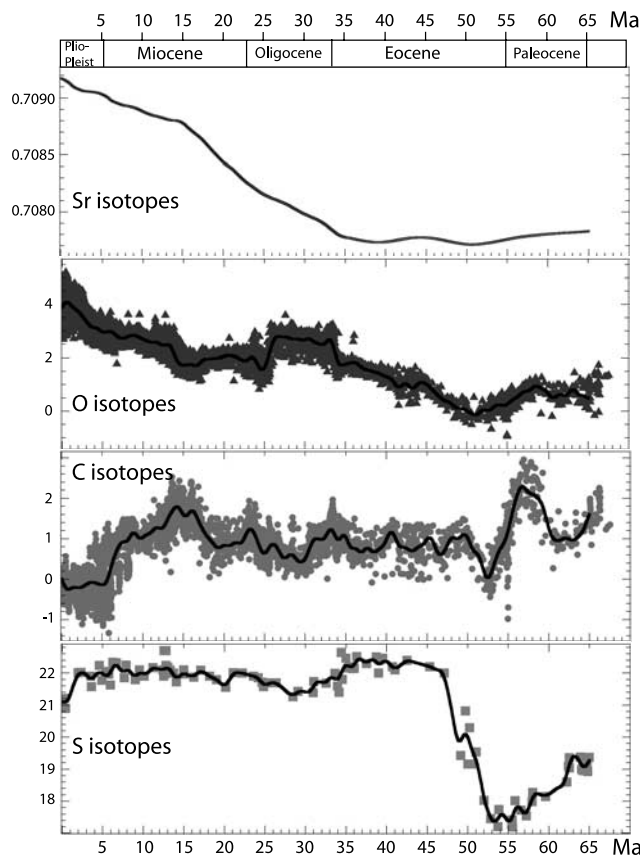 5 10 15 20 25 30 35 40 45 50 55 60 65 Ma
Plio-
Pleist
Miocene Oligocene Eocene Paleocene
0.7090
0.7085
0.7080
Sr isotopes
4
2
0
O isotopes
C isotopes
2
1
0
-1
22
21
20
19
18
S isotopes
5 10 15 20 25 30 35 40 45 50 55 60 65 Ma